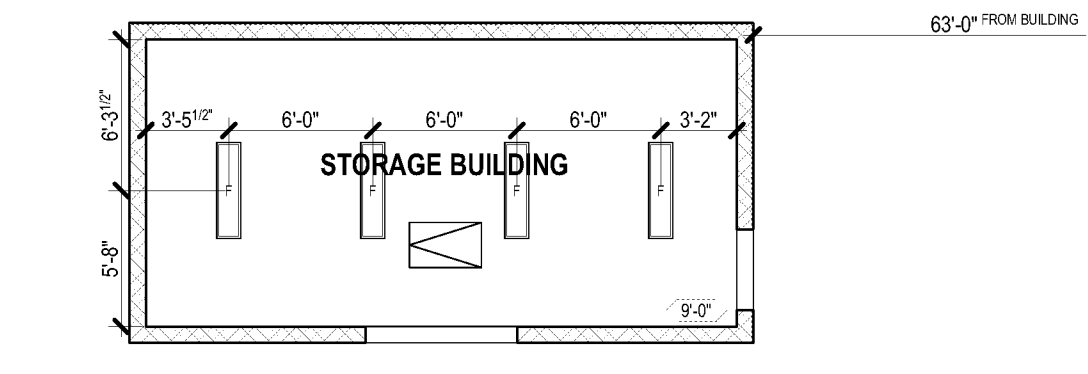 63'-0" FROM BUILDING
6'-3 1/2"
3'-5 1/2"
6'-0"
6'-0"
6'-0"
3'-2"
STORAGE BUILDING
F
F
F
F
5'-8"
9'-0"